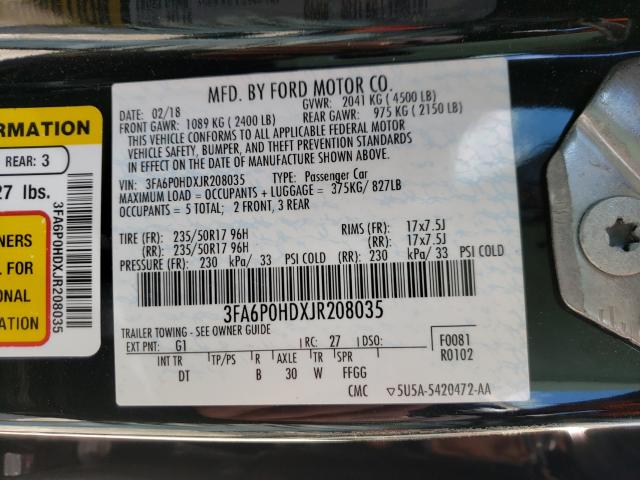 MFD. BY FORD MOTOR CO.
DATE: 02/18 GVWR: 2041 KG ( 4500 LB)
FRONT GAWR: 1089 KG ( 2400 LB) REAR GAWR: 975 KG ( 2150 LB)
THIS VEHICLE CONFORMS TO ALL APPLICABLE FEDERAL MOTOR
VEHICLE SAFETY, BUMPER, AND THEFT PREVENTION STANDARDS
IN EFFECT ON THE DATE OF MANUFACTURE SHOWN ABOVE.
VIN: 3FA6P0HDXJR208035 TYPE: Passenger Car
MAXIMUM LOAD = OCCUPANTS + LUGGAGE = 375KG/ 827LB
OCCUPANTS = 5 TOTAL; 2 FRONT, 3 REAR
TIRE (FR): 235/50R17 96H RIMS (FR): 17x7.5J
(RR): 235/50R17 96H (RR): 17x7.5J
PRESSURE (FR): 230 kPa/ 33 PSI COLD (RR): 230 kPa/ 33 PSI COLD
3FA6P0HDXJR208035
TRAILER TOWING - SEE OWNER GUIDE
EXT PNT: G1 RC: 27 DSO:
F0081
R0102
INT TR TP/PS R AXLE TR SPR
DT B 30 W FFGG
CMC ▽5U5A-5420472-AA
ORMATION
REAR: 3
27 lbs.
NERS
L FOR
ONAL
3FA6P0HDXJR208035